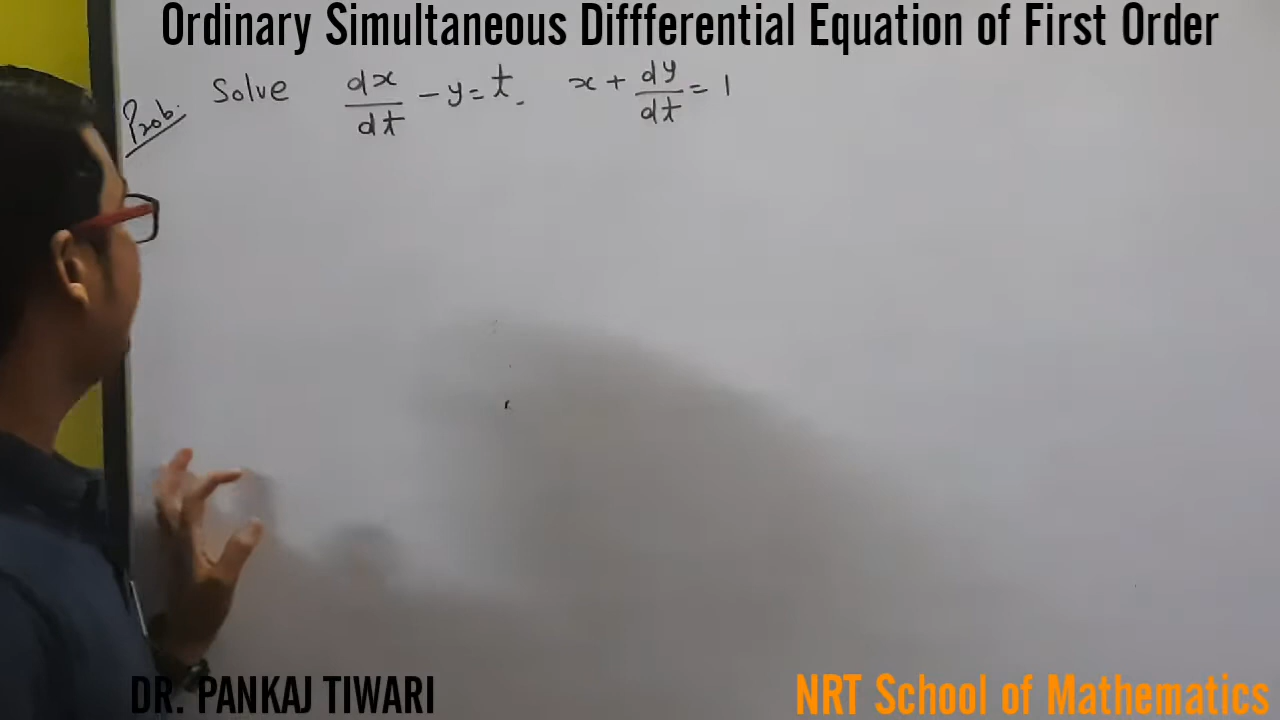 Ordinary Simultaneous Diffferential Equation of First Order
Prob. Solve dx/dt - y = t. x + dy/dt = 1
DR. PANKAJ TIWARI
NRT School of Mathematics